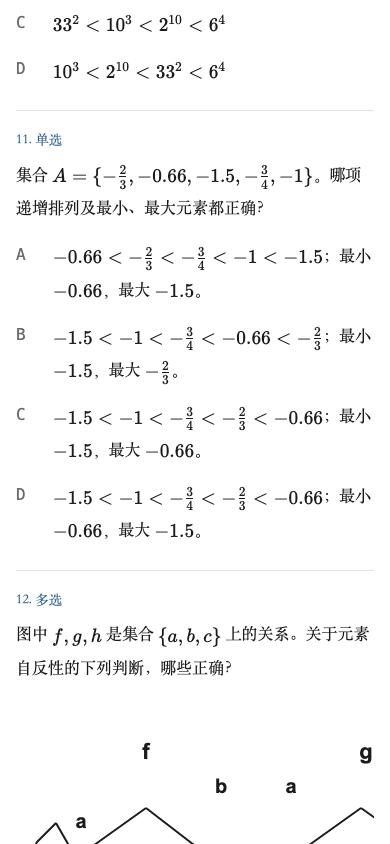 C 33² < 10³ < 2¹⁰ < 6⁴
D 10³ < 2¹⁰ < 33² < 6⁴
11. 单选
集合 A = {−2/3, −0.66, −1.5, −3/4, −1}。哪项
递增排列及最小、最大元素都正确?
A −0.66 < −2/3 < −3/4 < −1 < −1.5；最小
−0.66，最大 −1.5。
B −1.5 < −1 < −3/4 < −0.66 < −2/3；最小
−1.5，最大 −2/3。
C −1.5 < −1 < −3/4 < −2/3 < −0.66；最小
−1.5，最大 −0.66。
D −1.5 < −1 < −3/4 < −2/3 < −0.66；最小
−0.66，最大 −1.5。
12. 多选
图中 f, g, h 是集合 {a, b, c} 上的关系。关于元素
自反性的下列判断，哪些正确?
f g
b a
a